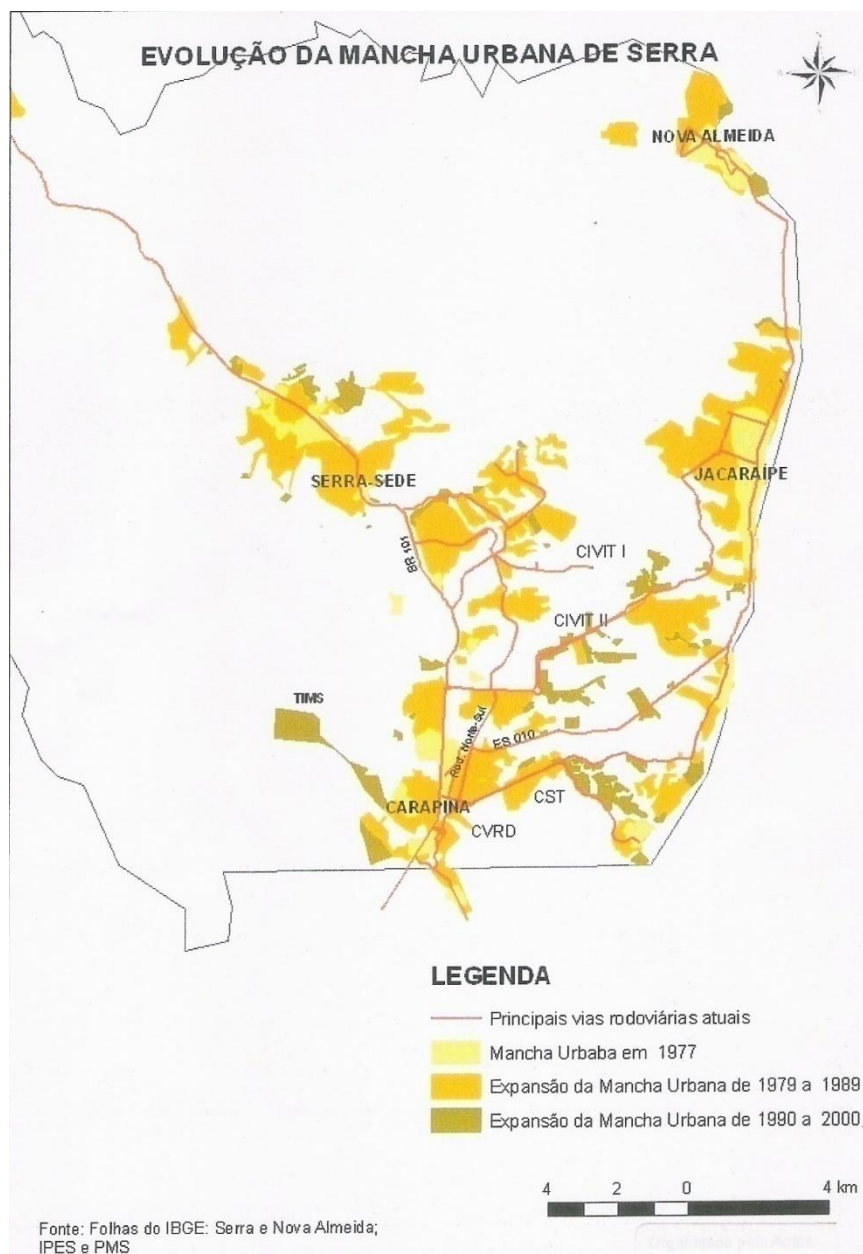 EVOLUÇÃO DA MANCHA URBANA DE SERRA
NOVA ALMEIDA
SERRA-SEDE
JACARAÍPE
BR 101
CIVIT I
CIVIT II
TIMS
Rod. Norte-Sul
ES 010
CARAPINA
CST
CVRD
LEGENDA
Principais vias rodoviárias atuais
Mancha Urbaba em 1977
Expansão da Mancha Urbana de 1979 a 1989
Expansão da Mancha Urbana de 1990 a 2000
4 2 0 4 km
Fonte: Folhas do IBGE: Serra e Nova Almeida;
IPES e PMS